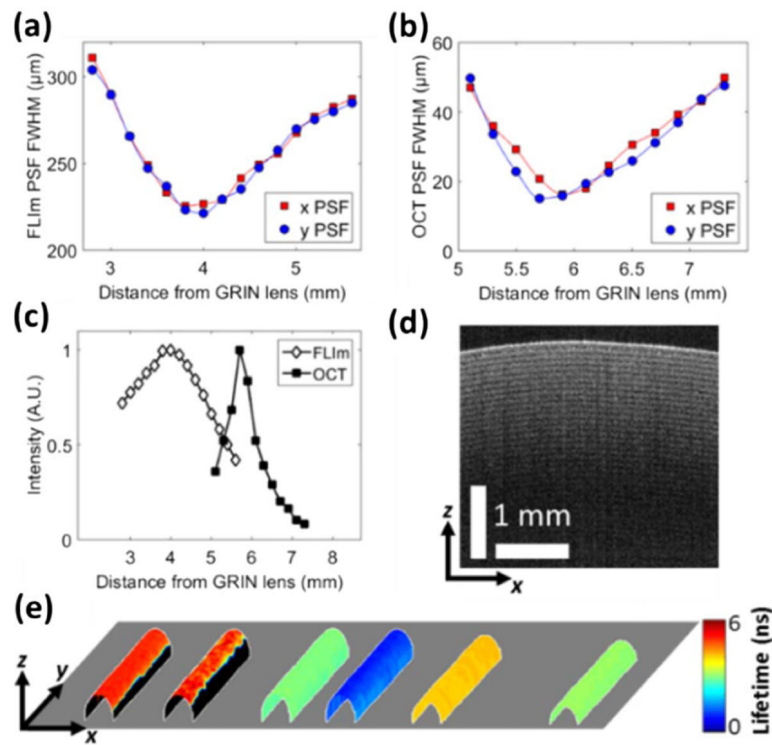 (a)
FLIm PSF FWHM (μm)
300
250
200
3
4
5
x PSF
y PSF
Distance from GRIN lens (mm)
(b)
OCT PSF FWHM (μm)
60
40
20
0
5
5.5
6
6.5
7
x PSF
y PSF
Distance from GRIN lens (mm)
(c)
Intensity (A.U.)
1
0.5
0
3
4
5
6
7
8
FLIm
OCT
Distance from GRIN lens (mm)
(d)
1 mm
z
x
(e)
z
y
x
6
0
Lifetime (ns)